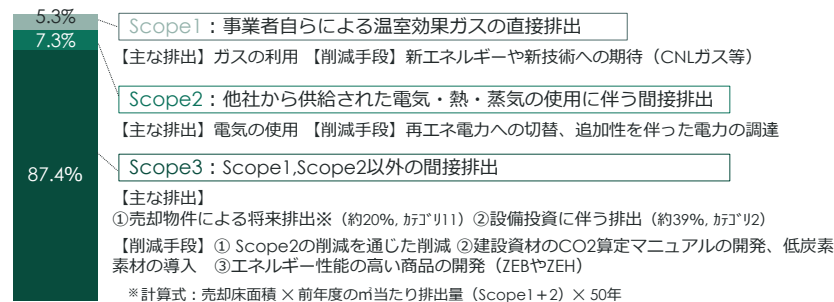 5.3%
Scope1：事業者自らによる温室効果ガスの直接排出
7.3%
【主な排出】ガスの利用 【削減手段】新エネルギーや新技術への期待（CNLガス等）
Scope2：他社から供給された電気・熱・蒸気の使用に伴う間接排出
【主な排出】電気の使用 【削減手段】再エネ電力への切替、追加性を伴った電力の調達
87.4%
Scope3：Scope1,Scope2以外の間接排出
【主な排出】
①売却物件による将来排出※（約20%, ｶﾃｺﾞﾘ11）②設備投資に伴う排出（約39%, ｶﾃｺﾞﾘ2）
【削減手段】① Scope2の削減を通じた削減 ②建設資材のCO2算定マニュアルの開発、低炭素
素材の導入 ③エネルギー性能の高い商品の開発（ZEBやZEH）
※計算式：売却床面積 × 前年度の㎡当たり排出量（Scope1＋2）× 50年